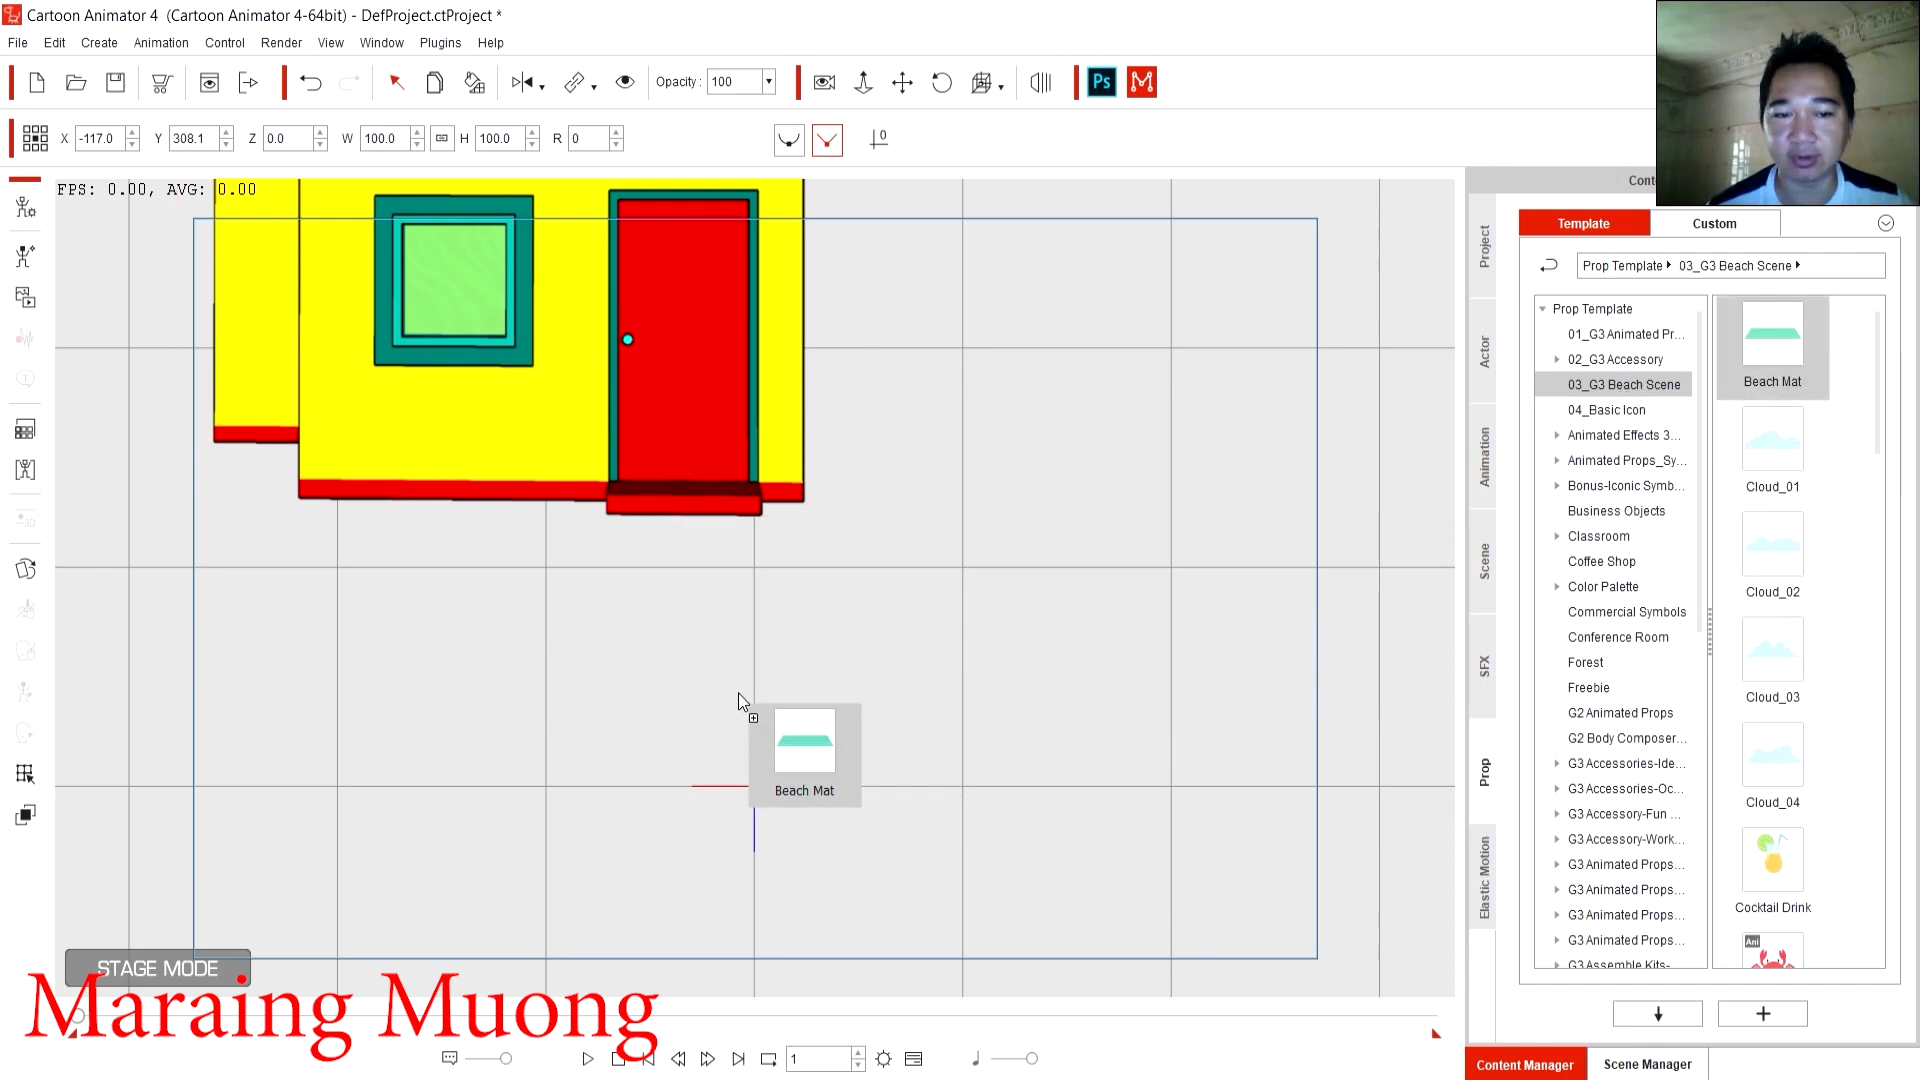 Cartoon Animator 4 (Cartoon Animator 4-64bit) - DefProject.ctProject *
File Edit Create Animation Control Render View Window Plugins Help
Opacity : 100
Ps
X -117.0 Y 308.1 Z 0.0 W 100.0 H 100.0 R 0
0
FPS: 0.00, AVG: 0.00
Project
Actor
Animation
Scene
SFX
Prop
Elastic Motion
Template Custom
Prop Template 03_G3 Beach Scene
Prop Template
01_G3 Animated Pr...
02_G3 Accessory
03_G3 Beach Scene
04_Basic Icon
Animated Effects 3...
Animated Props_Sy...
Bonus-Iconic Symb...
Business Objects
Classroom
Coffee Shop
Color Palette
Commercial Symbols
Conference Room
Forest
Freebie
G2 Animated Props
G2 Body Composer...
G3 Accessories-Ide...
G3 Accessories-Oc...
G3 Accessory-Fun ...
G3 Accessory-Work...
G3 Animated Props...
G3 Animated Props...
G3 Animated Props...
G3 Animated Props...
G3 Assemble Kits-
Beach Mat
Cloud_01
Cloud_02
Cloud_03
Cloud_04
Cocktail Drink
Ani
Beach Mat
STAGE MODE
Maraing Muong
1
Content Manager Scene Manager